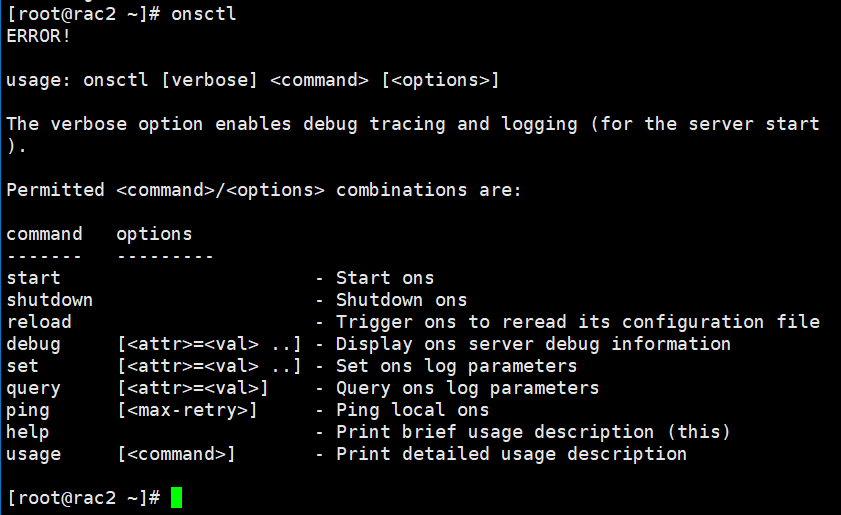 [root@rac2 ~]# onsctl
ERROR!
usage: onsctl [verbose] <command> [<options>]
The verbose option enables debug tracing and logging (for the server start
).
Permitted <command>/<options> combinations are:
command   options
-------   ---------
start                       - Start ons
shutdown                    - Shutdown ons
reload                      - Trigger ons to reread its configuration file
debug     [<attr>=<val> ..] - Display ons server debug information
set       [<attr>=<val> ..] - Set ons log parameters
query     [<attr>=<val>]    - Query ons log parameters
ping      [<max-retry>]     - Ping local ons
help                        - Print brief usage description (this)
usage     [<command>]       - Print detailed usage description
[root@rac2 ~]#